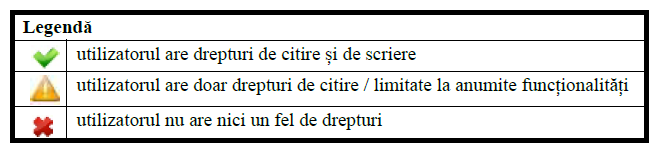 Legendă
utilizatorul are drepturi de citire și de scriere
utilizatorul are doar drepturi de citire / limitate la anumite funcționalități
utilizatorul nu are nici un fel de drepturi